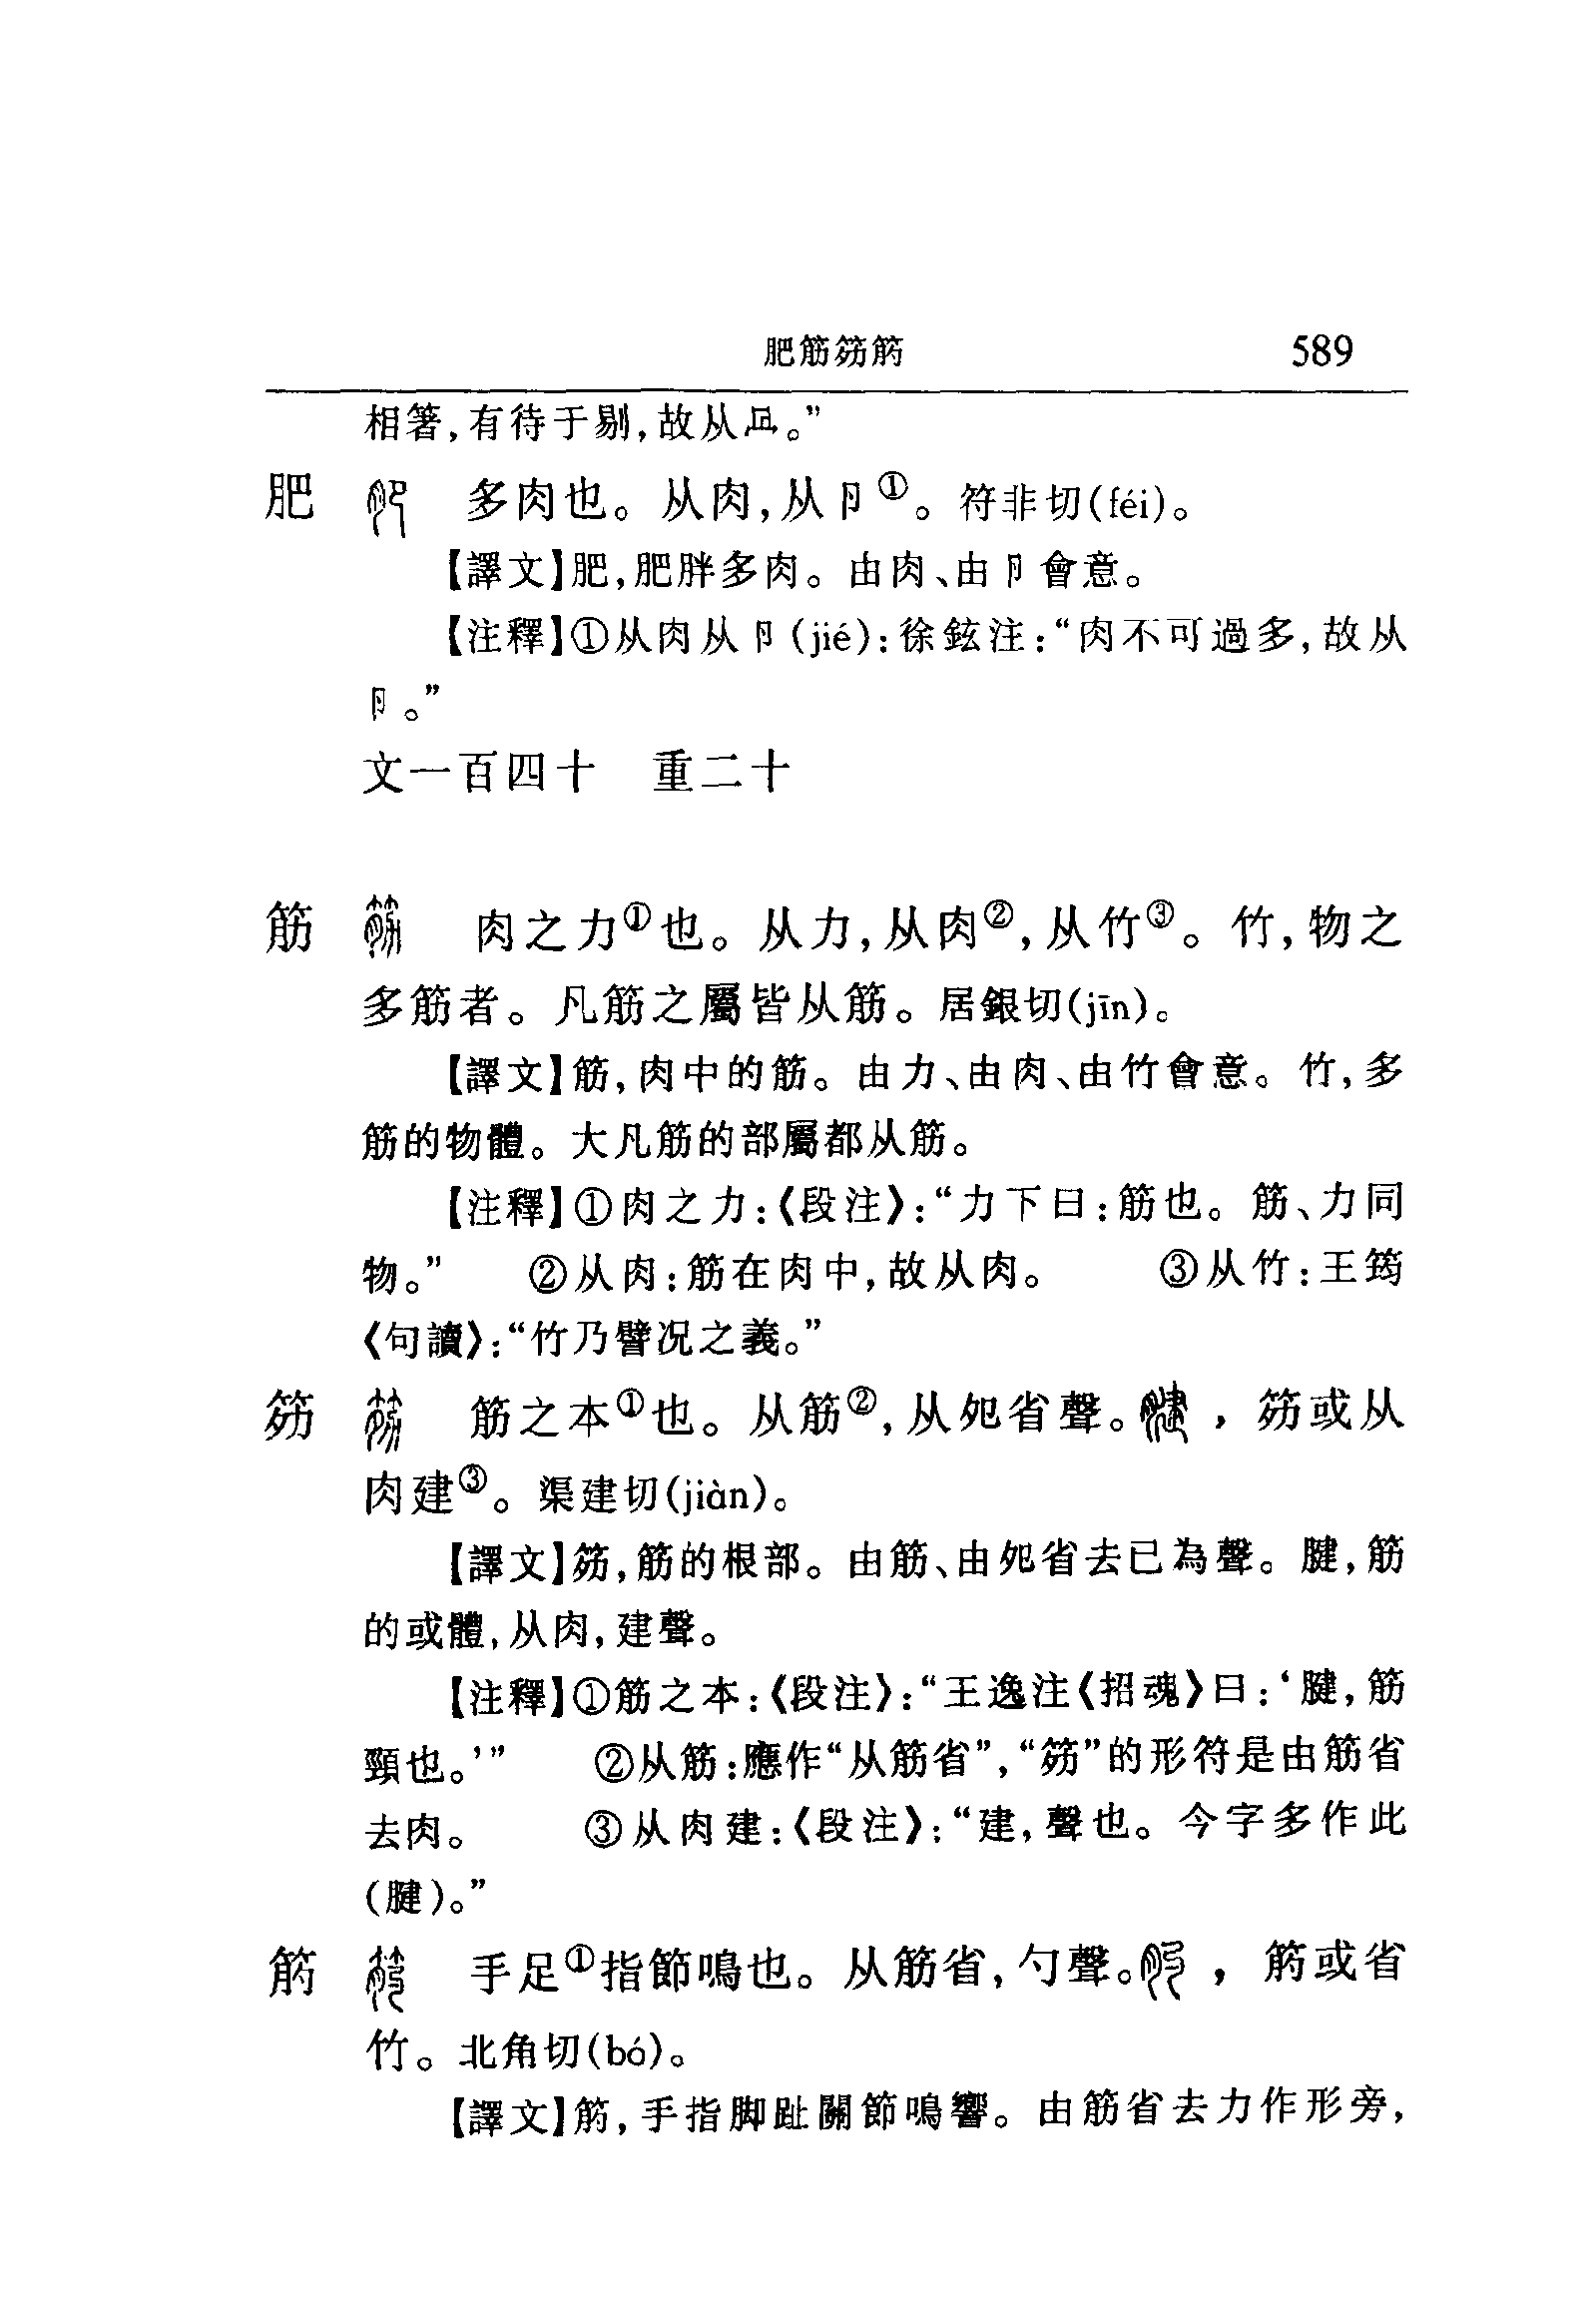 肥筋笏筋 589
相箸，有待于剔，故从冎。”
肥 多肉也。从肉，从卪①。符非切(féi)。
【譯文】肥，肥胖多肉。由肉、由卪會意。
【注釋】①从肉从卪(jié)：徐鉉注：“肉不可過多，故从
卪。”
文一百四十 重二十
筋 肉之力①也。从力，从肉②，从竹③。竹，物之
多筋者。凡筋之屬皆从筋。居銀切(jīn)。
【譯文】筋，肉中的筋。由力、由肉、由竹會意。竹，多
筋的物體。大凡筋的部屬都从筋。
【注釋】①肉之力：《段注》：“力下曰：筋也。筋、力同
物。” ②从肉：筋在肉中，故从肉。 ③从竹：王筠
《句讀》：“竹乃譬况之義。”
䇔 筋之本①也。从筋②，从夗省聲。，䇔或从
肉建③。渠建切(jiàn)。
【譯文】䇔，筋的根部。由筋、由夗省去已為聲。腱，筋
的或體，从肉，建聲。
【注釋】①筋之本：《段注》：“王逸注《招魂》曰：‘腱，筋
頸也。’” ②从筋：應作“从筋省”，“䇔”的形符是由筋省
去肉。 ③从肉建：《段注》：“建，聲也。今字多作此
(腱)。”
筋 手足①指節鳴也。从筋省，勺聲。，䈊或省
竹。北角切(bó)。
【譯文】䈊，手指脚趾關節鳴響。由筋省去力作形旁，